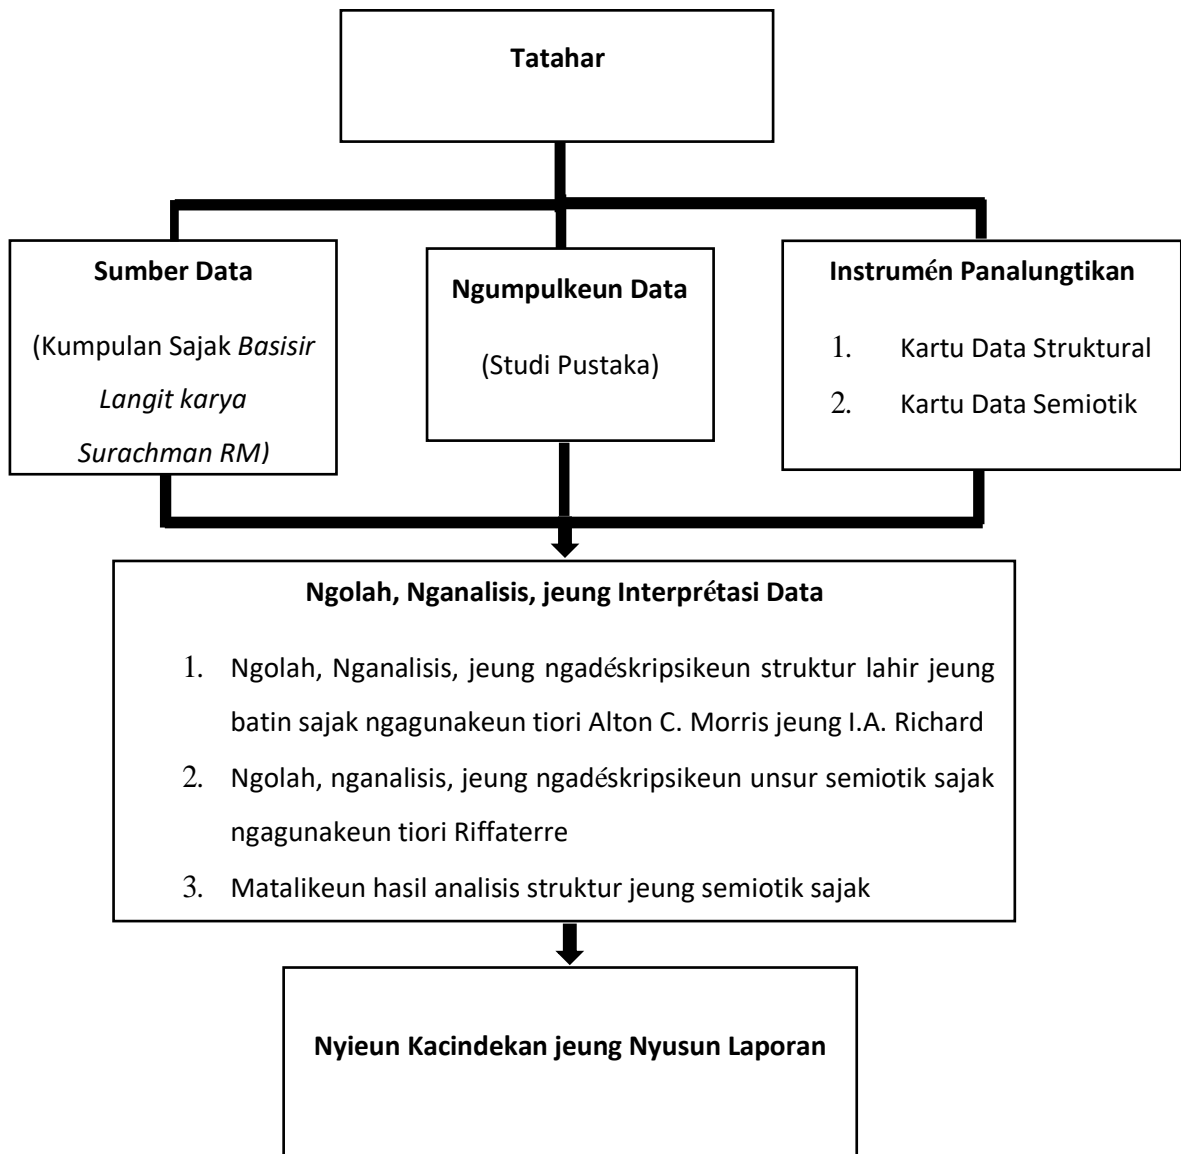 Tatahar
Sumber Data
(Kumpulan Sajak Basisir
Langit karya
Surachman RM)
Ngumpulkeun Data
(Studi Pustaka)
Instrumén Panalungtikan
1. Kartu Data Struktural
2. Kartu Data Semiotik
Ngolah, Nganalisis, jeung Interprétasi Data
1. Ngolah, Nganalisis, jeung ngadéskripsikeun struktur lahir jeung
batin sajak ngagunakeun tiori Alton C. Morris jeung I.A. Richard
2. Ngolah, nganalisis, jeung ngadéskripsikeun unsur semiotik sajak
ngagunakeun tiori Riffaterre
3. Matalikeun hasil analisis struktur jeung semiotik sajak
Nyieun Kacindekan jeung Nyusun Laporan